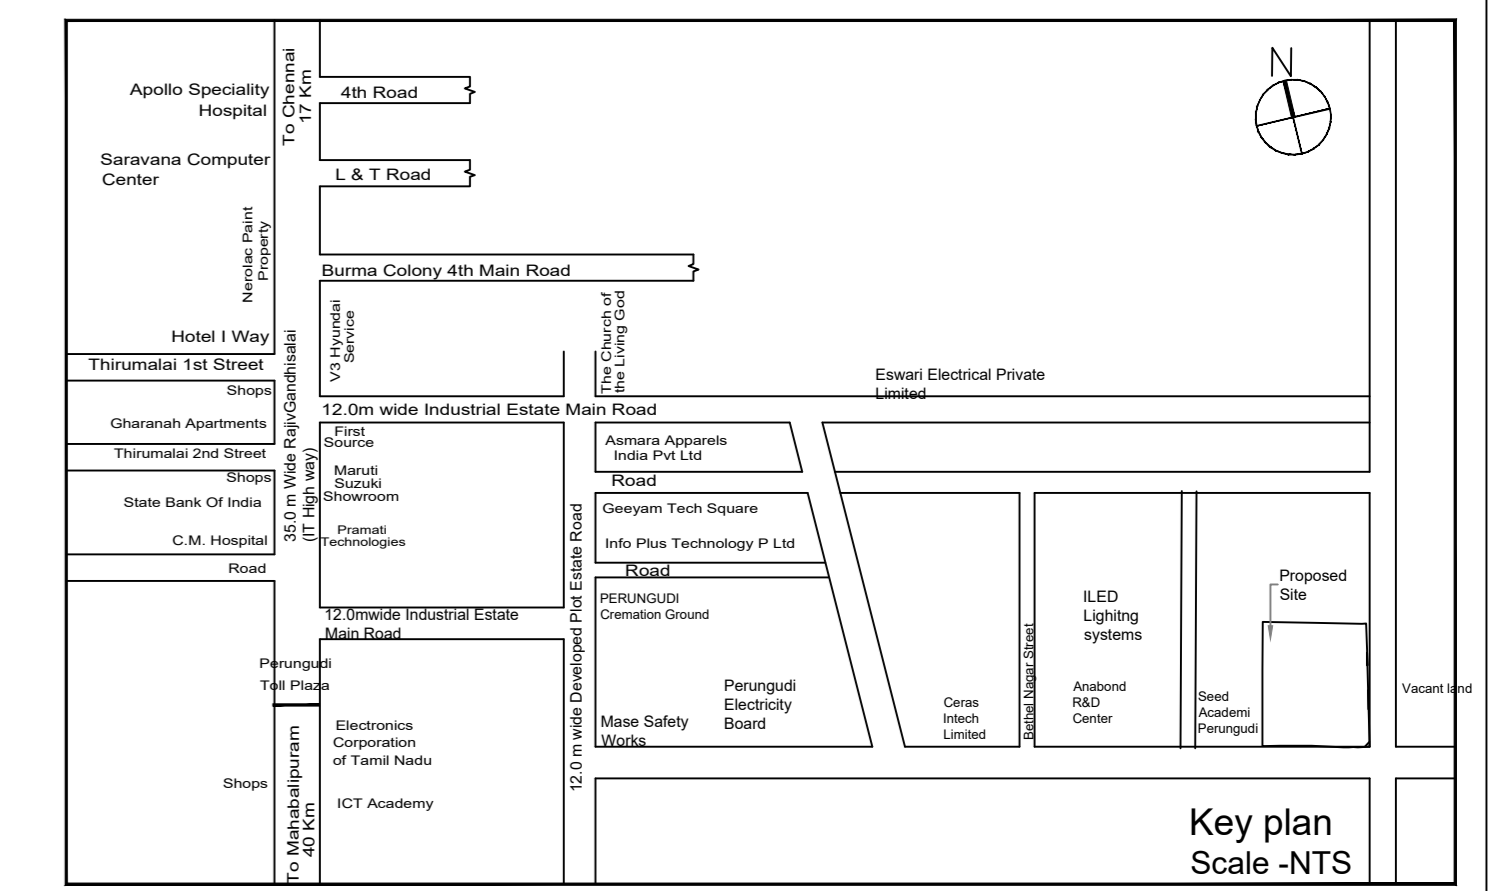 N
Apollo Speciality
Hospital
To Chennai
17 Km
4th Road
Saravana Computer
Center
L & T Road
Nerolac Paint
Property
Burma Colony 4th Main Road
Hotel I Way
V3 Hyundai
Service
The Church of
the Living God
Thirumalai 1st Street
Eswari Electrical Private
Limited
Shops
12.0m wide Industrial Estate Main Road
Gharanah Apartments
35.0 m Wide RajivGandhisalai
(IT High way)
First
Source
Asmara Apparels
India Pvt Ltd
Thirumalai 2nd Street
Shops
Maruti
Suzuki
Showroom
Road
State Bank Of India
Geeyam Tech Square
C.M. Hospital
Pramati
Technologies
Info Plus Technology P Ltd
Road
Road
12.0 m wide Developed Plot Estate Road
PERUNGUDI
Cremation Ground
12.0mwide Industrial Estate
Main Road
Proposed
Site
ILED
Lighitng
systems
Bethel Nagar Street
Perungudi
Toll Plaza
Perungudi
Electricity
Board
Mase Safety
Works
Ceras
Intech
Limited
Anabond
R&D
Center
Seed
Academi
Perungudi
Vacant land
Electronics
Corporation
of Tamil Nadu
Shops
To Mahabalipuram
40 Km
ICT Academy
Key plan
Scale -NTS